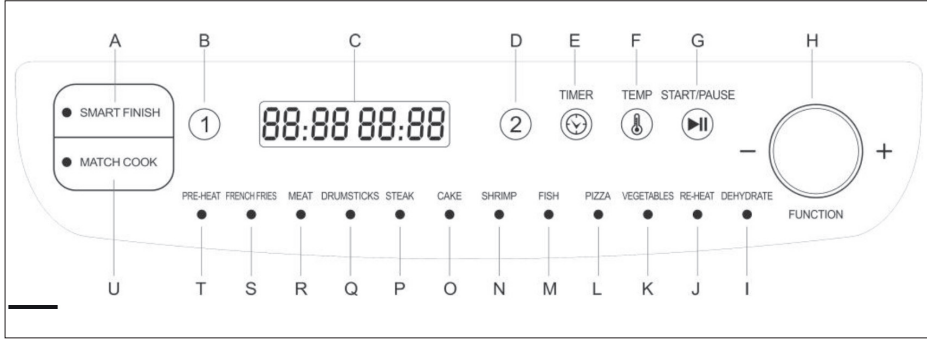 A B C D E F G H
TIMER TEMP START/PAUSE
SMART FINISH
1 88:88 88:88 2
MATCH COOK
− +
PRE-HEAT FRENCH FRIES MEAT DRUMSTICKS STEAK CAKE SHRIMP FISH PIZZA VEGETABLES RE-HEAT DEHYDRATE
FUNCTION
U T S R Q P O N M L K J I